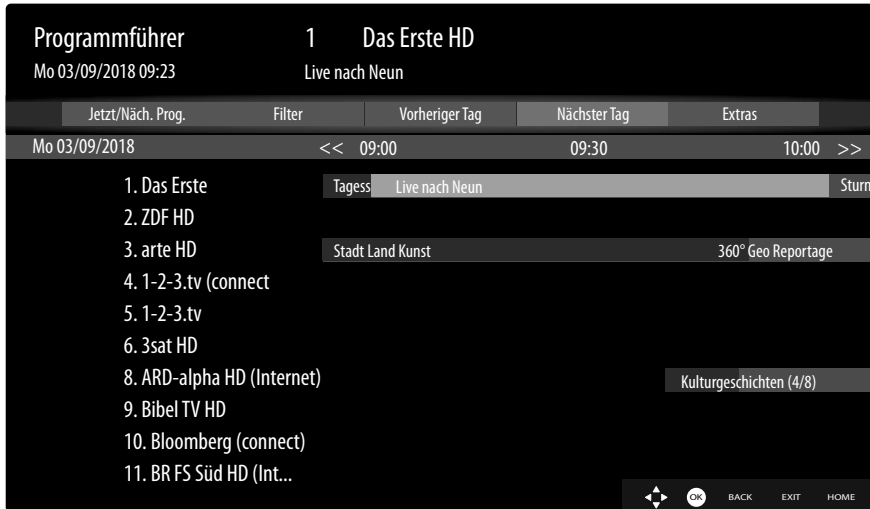 Programmführer 1 Das Erste HD
Mo 03/09/2018 09:23 Live nach Neun
Jetzt/Näch. Prog. Filter Vorheriger Tag Nächster Tag Extras
Mo 03/09/2018 << 09:00 09:30 10:00 >>
1. Das Erste Tagess Live nach Neun Sturm
2. ZDF HD
3. arte HD Stadt Land Kunst 360° Geo Reportage
4. 1-2-3.tv (connect
5. 1-2-3.tv
6. 3sat HD
8. ARD-alpha HD (Internet) Kulturgeschichten (4/8)
9. Bibel TV HD
10. Bloomberg (connect)
11. BR FS Süd HD (Int...
OK BACK EXIT HOME